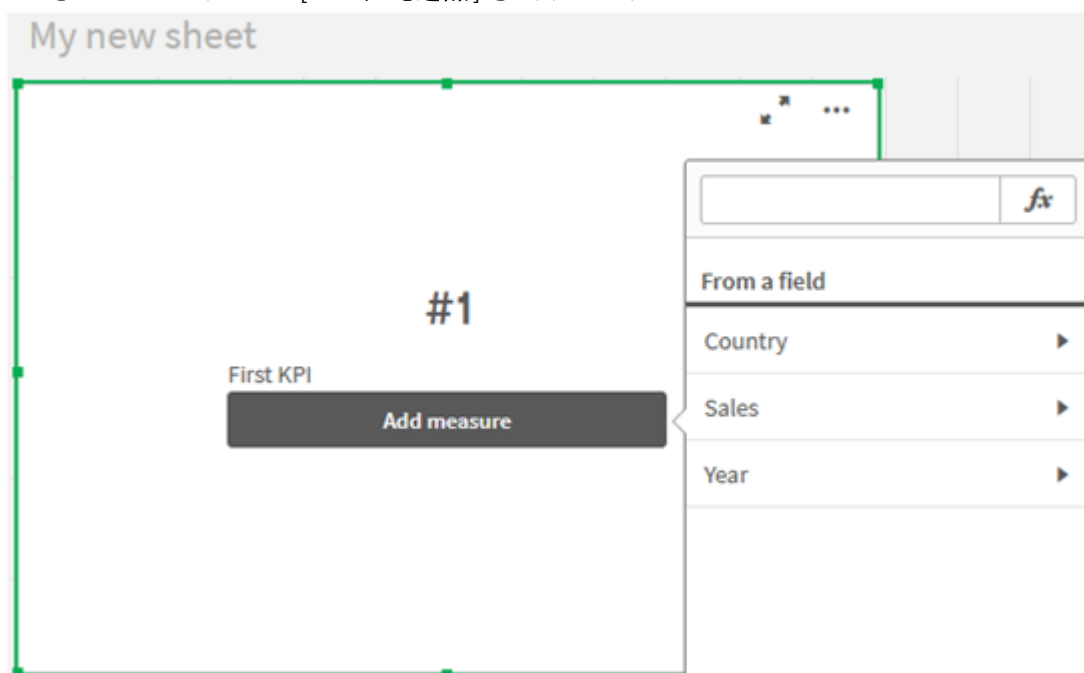 My new sheet
fx
From a field
#1
Country
First KPI
Add measure
Sales
Year